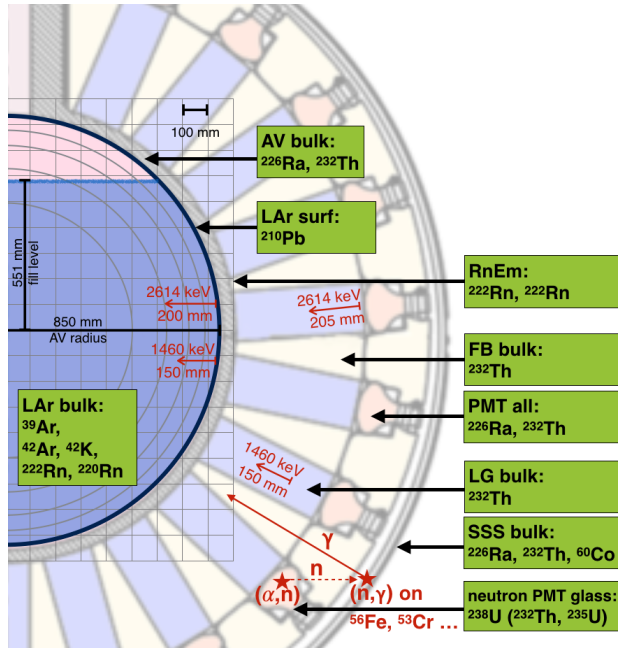 100 mm
AV bulk:
²²⁶Ra, ²³²Th
LAr surf:
²¹⁰Pb
551 mm
fill level
RnEm:
²²²Rn, ²²²Rn
2614 keV
200 mm
2614 keV
205 mm
850 mm
AV radius
1460 keV
150 mm
FB bulk:
²³²Th
LAr bulk:
³⁹Ar,
⁴²Ar, ⁴²K,
²²²Rn, ²²⁰Rn
PMT all:
²²⁶Ra, ²³²Th
1460 keV
150 mm
LG bulk:
²³²Th
SSS bulk:
²²⁶Ra, ²³²Th, ⁶⁰Co
γ
n
(α,n)
(n,γ) on
⁵⁶Fe, ⁵³Cr ...
neutron PMT glass:
²³⁸U (²³²Th, ²³⁵U)